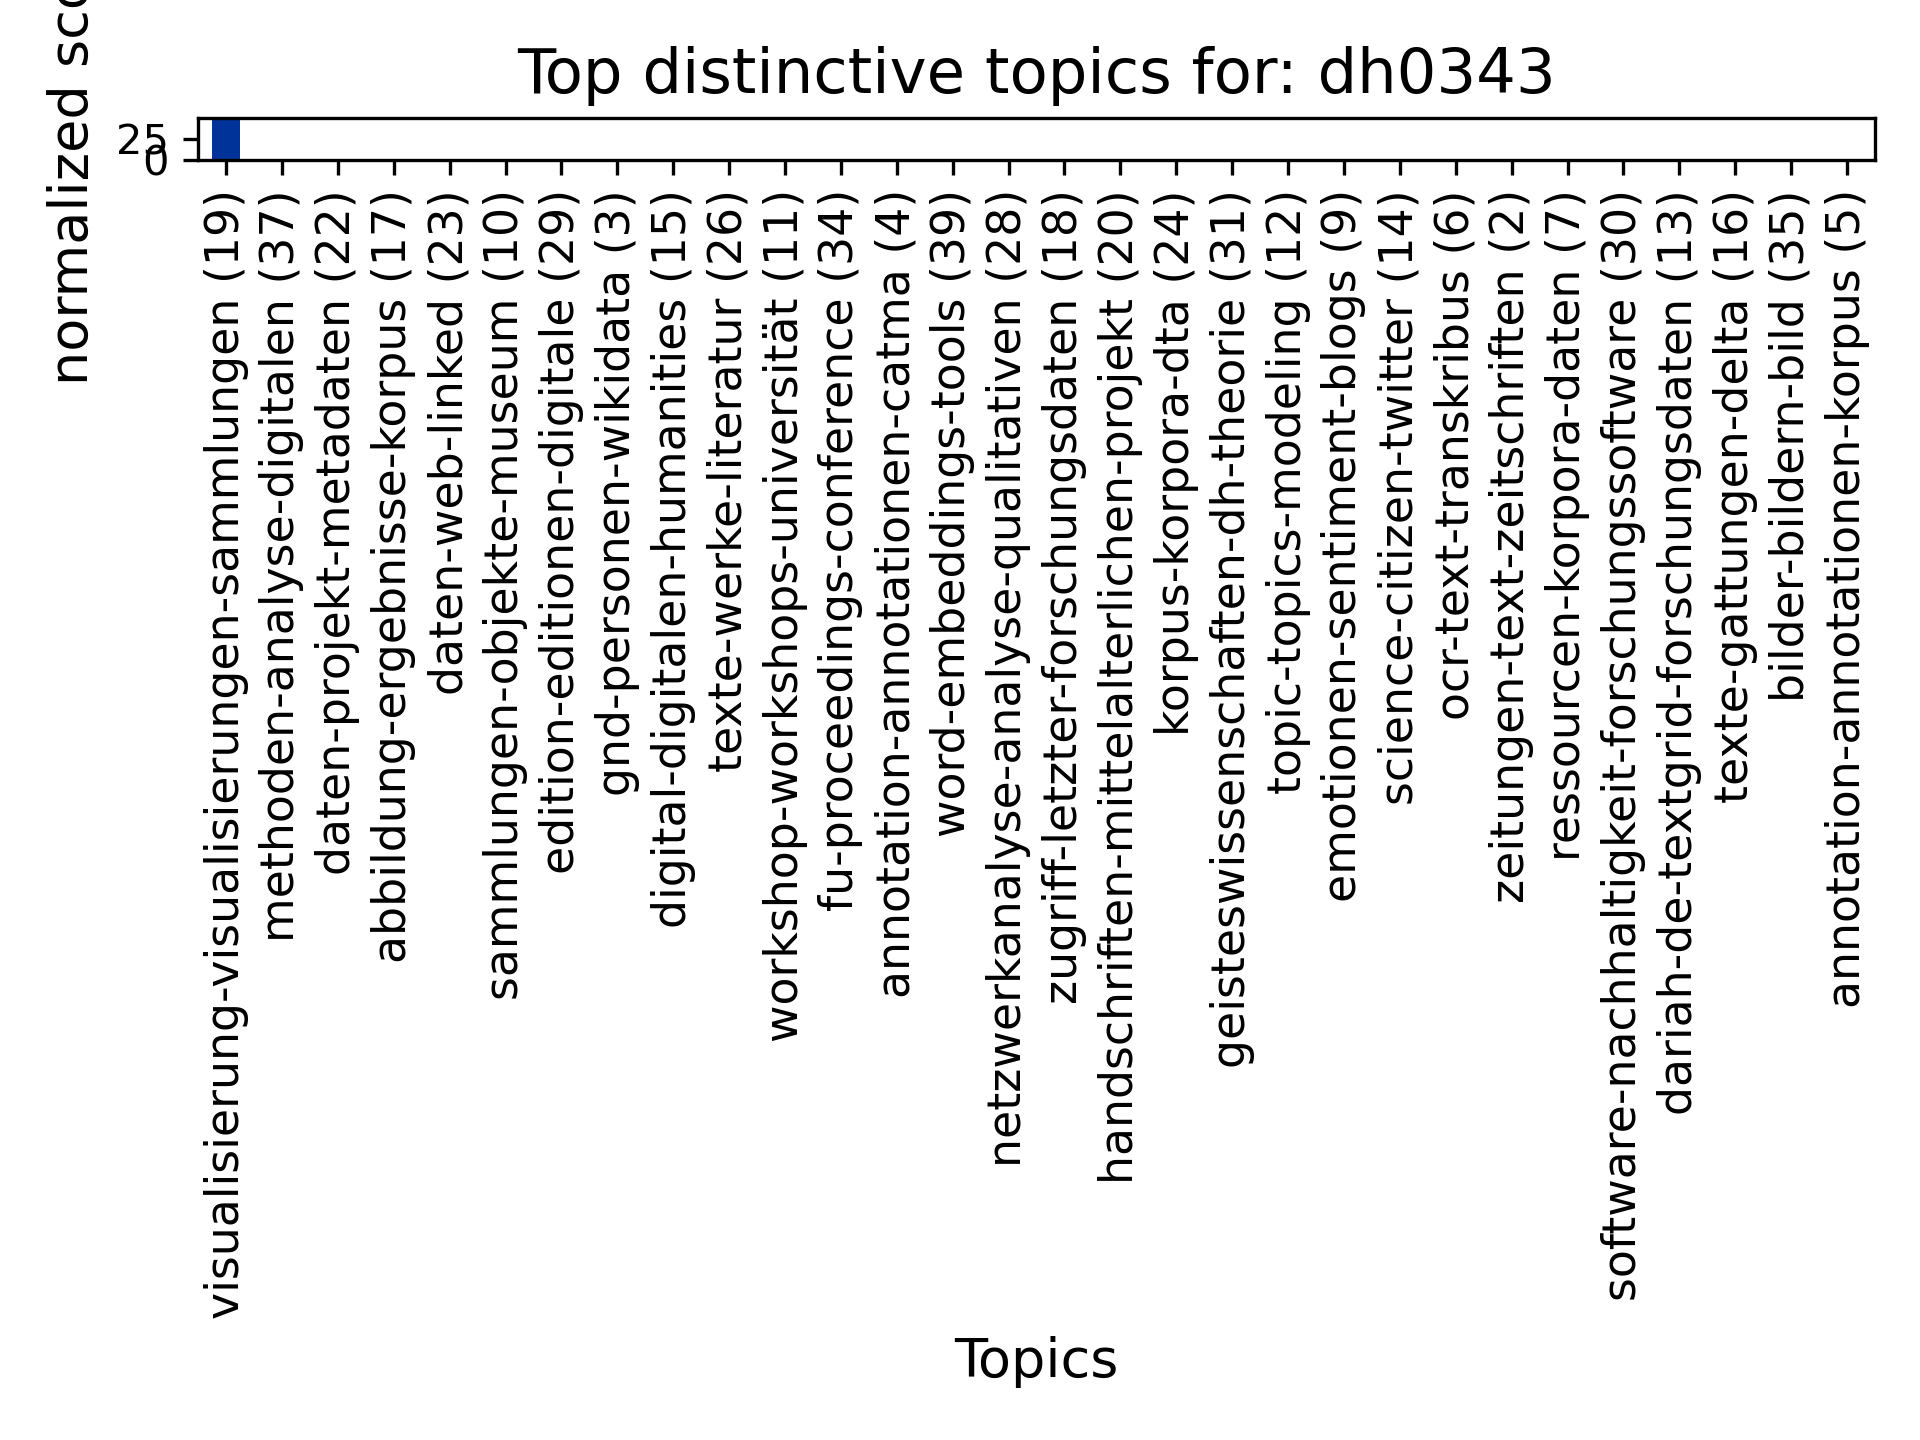 Top distinctive topics for: dh0343
normalized
25
0
visualisierung-visualisierungen-sammlungen (19)
methoden-analyse-digitalen (37)
daten-projekt-metadaten (22)
abbildung-ergebnisse-korpus (17)
daten-web-linked (23)
sammlungen-objekte-museum (10)
edition-editionen-digitale (29)
gnd-personen-wikidata (3)
digital-digitalen-humanities (15)
texte-werke-literatur (26)
workshop-workshops-universität (11)
fu-proceedings-conference (34)
annotation-annotationen-catma (4)
word-embeddings-tools (39)
netzwerkanalyse-analyse-qualitativen (28)
zugriff-letzter-forschungsdaten (18)
handschriften-mittelalterlichen-projekt (20)
korpus-korpora-dta (24)
geisteswissenschaften-dh-theorie (31)
topic-topics-modeling (12)
emotionen-sentiment-blogs (9)
science-citizen-twitter (14)
ocr-text-transkribus (6)
zeitungen-text-zeitschriften (2)
ressourcen-korpora-daten (7)
software-nachhaltigkeit-forschungssoftware (30)
dariah-de-textgrid-forschungsdaten (13)
texte-gattungen-delta (16)
bilder-bildern-bild (35)
annotation-annotationen-korpus (5)
Topics